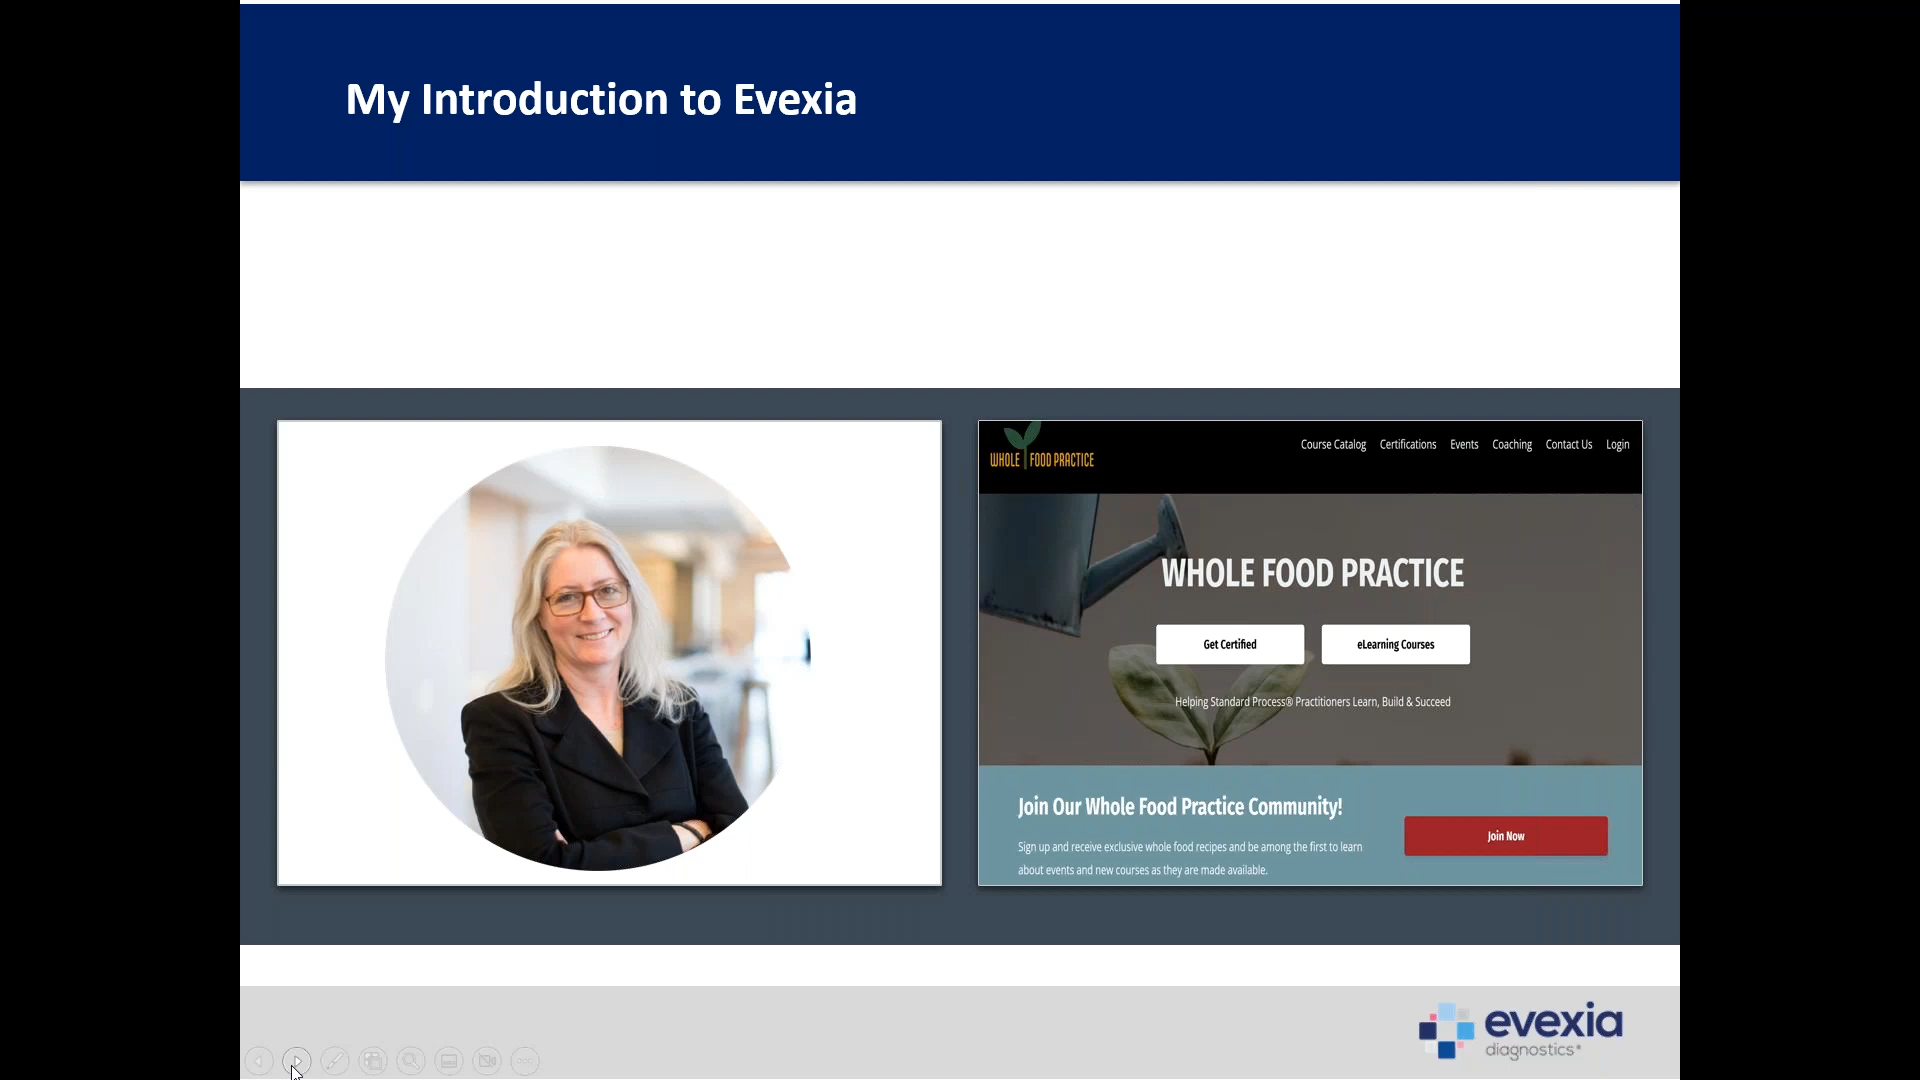 My Introduction to Evexia
WHOLE FOOD PRACTICE
Course Catalog Certifications Events Coaching Contact Us Login
WHOLE FOOD PRACTICE
Get Certified eLearning Courses
Helping Standard Process® Practitioners Learn, Build & Succeed
Join Our Whole Food Practice Community!
Sign up and receive exclusive whole food recipes and be among the first to learn
about events and new courses as they are made available.
Join Now
evexia
diagnostics®